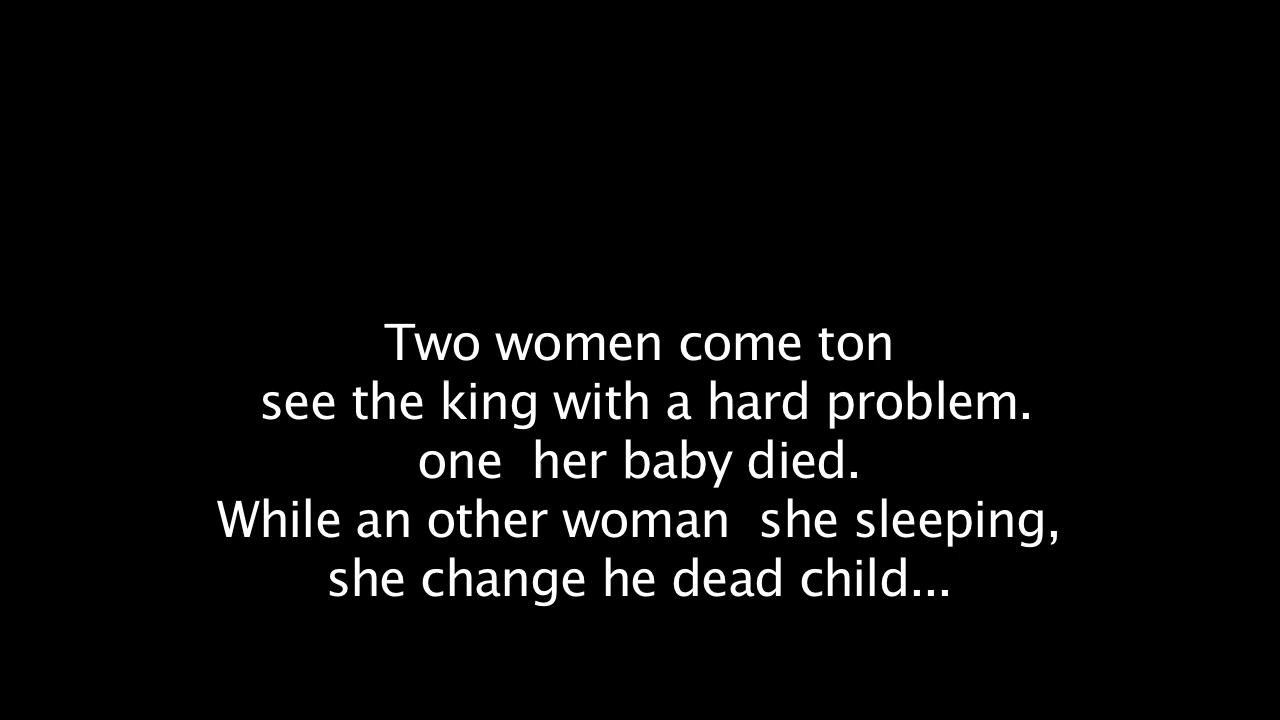 Two women come ton
see the king with a hard problem.
one  her baby died.
While an other woman  she sleeping,
she change he dead child...